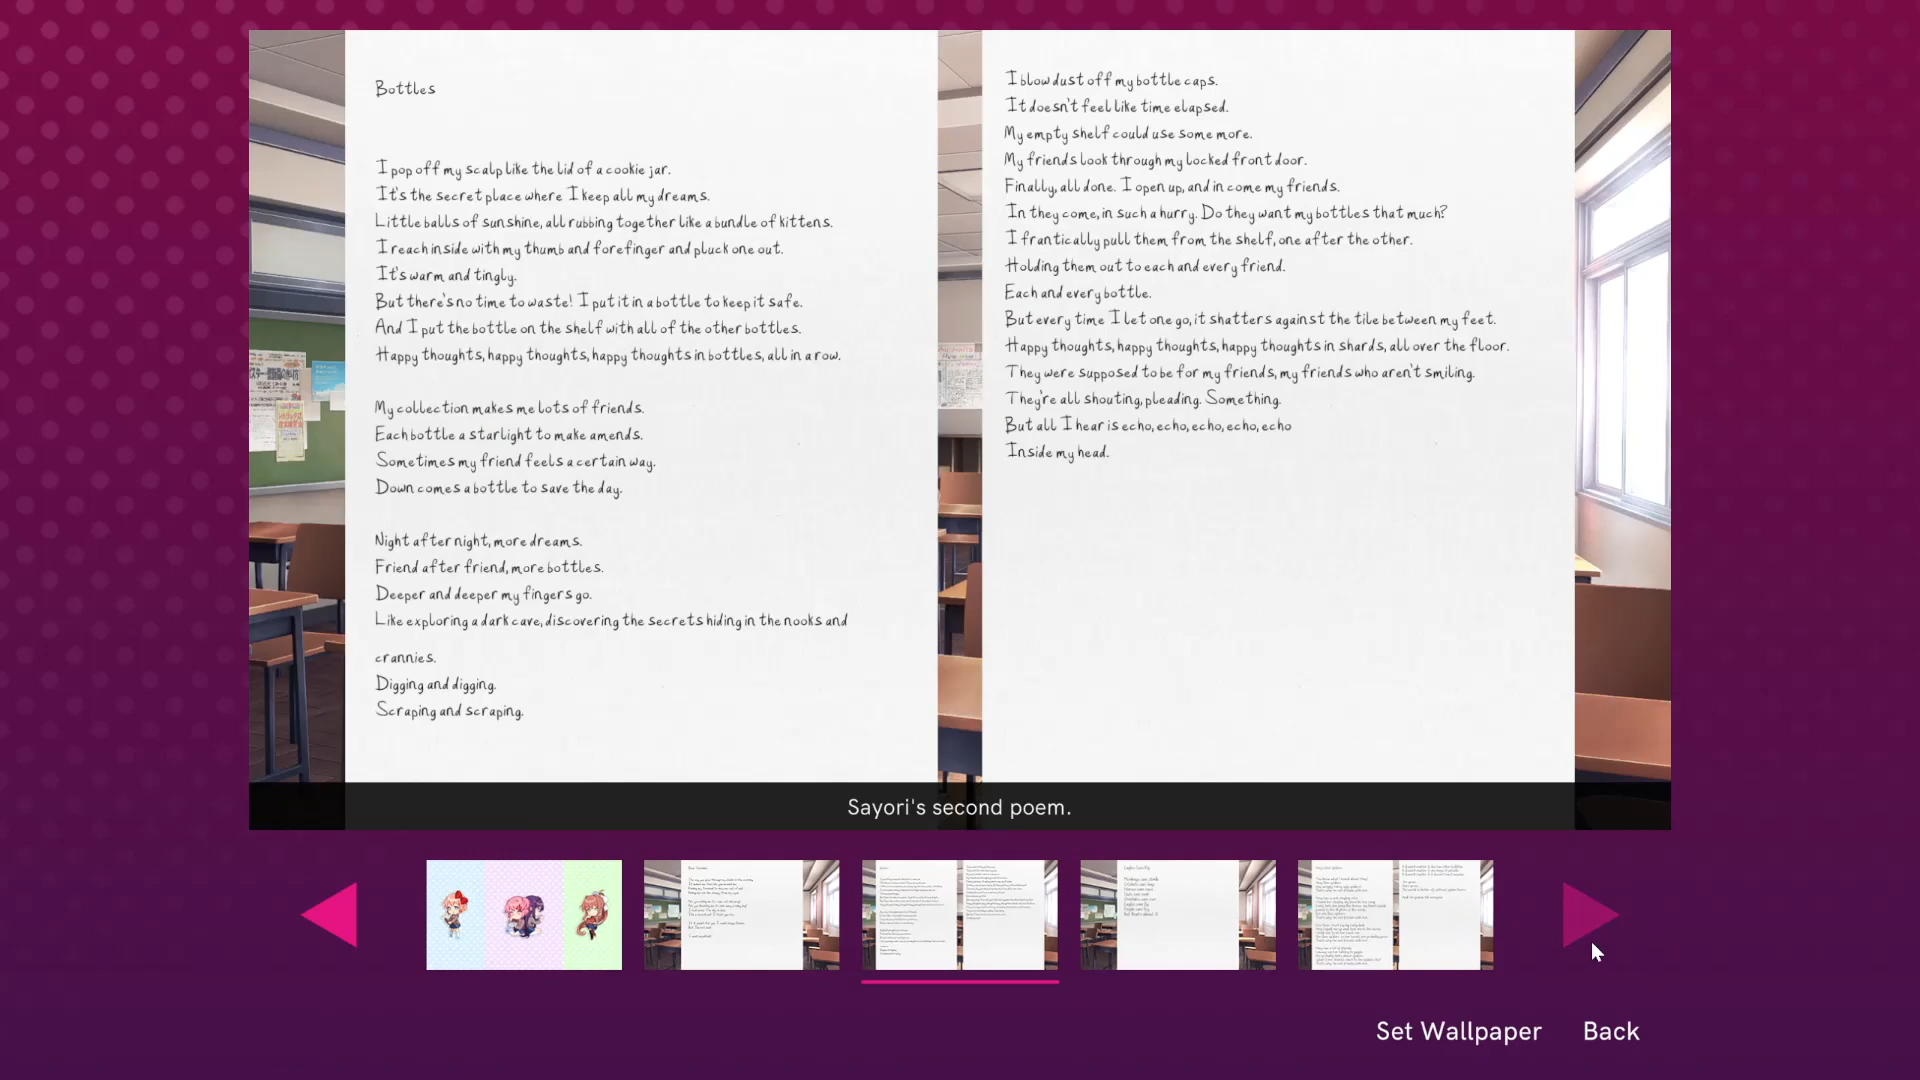 Bottles
I pop off my scalp like the lid of a cookie jar.
It's the secret place where I keep all my dreams.
Little balls of sunshine, all rubbing together like a bundle of kittens.
I reach inside with my thumb and forefinger and pluck one out.
It's warm and tingly.
But there's no time to waste! I put it in a bottle to keep it safe.
And I put the bottle on the shelf with all of the other bottles.
Happy thoughts, happy thoughts, happy thoughts in bottles, all in a row.
My collection makes me lots of friends.
Each bottle a starlight to make amends.
Sometimes my friend feels a certain way.
Down comes a bottle to save the day.
Night after night, more dreams.
Friend after friend, more bottles.
Deeper and deeper my fingers go.
Like exploring a dark cave, discovering the secrets hiding in the nooks and
crannies.
Digging and digging.
Scraping and scraping.
I blow dust off my bottle caps.
It doesn't feel like time elapsed.
My empty shelf could use some more.
My friends look through my locked front door.
Finally, all done. I open up, and in come my friends.
In they come, in such a hurry. Do they want my bottles that much?
I frantically pull them from the shelf, one after the other.
Holding them out to each and every friend.
Each and every bottle.
But every time I let one go, it shatters against the tile between my feet.
Happy thoughts, happy thoughts, happy thoughts in shards, all over the floor.
They were supposed to be for my friends, my friends who aren't smiling.
They're all shouting, pleading. Something.
But all I hear is echo, echo, echo, echo, echo
Inside my head.
Sayori's second poem.
Set Wallpaper
Back